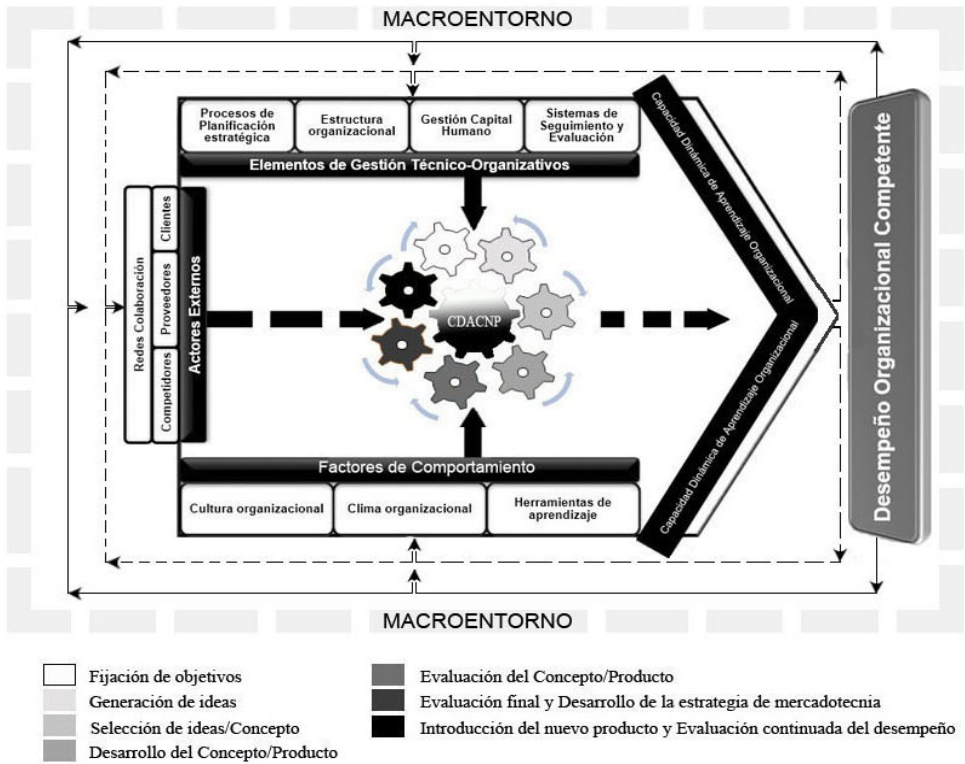 MACROENTORNO
Procesos de
Planificación
estratégica
Estructura
organizacional
Gestión Capital
Humano
Sistemas de
Seguimiento y
Evaluación
Elementos de Gestión Técnico-Organizativos
Capacidad Dinámica de Aprendizaje Organizacional
Redes Colaboración
Clientes
Proveedores
Competidores
Actores Externos
CDACNP
Desempeño Organizacional Competente
Capacidad Dinámica de Aprendizaje Organizacional
Factores de Comportamiento
Cultura organizacional
Clima organizacional
Herramientas de
aprendizaje
MACROENTORNO
Fijación de objetivos
Generación de ideas
Selección de ideas/Concepto
Desarrollo del Concepto/Producto
Evaluación del Concepto/Producto
Evaluación final y Desarrollo de la estrategia de mercadotecnia
Introducción del nuevo producto y Evaluación continuada del desempeño